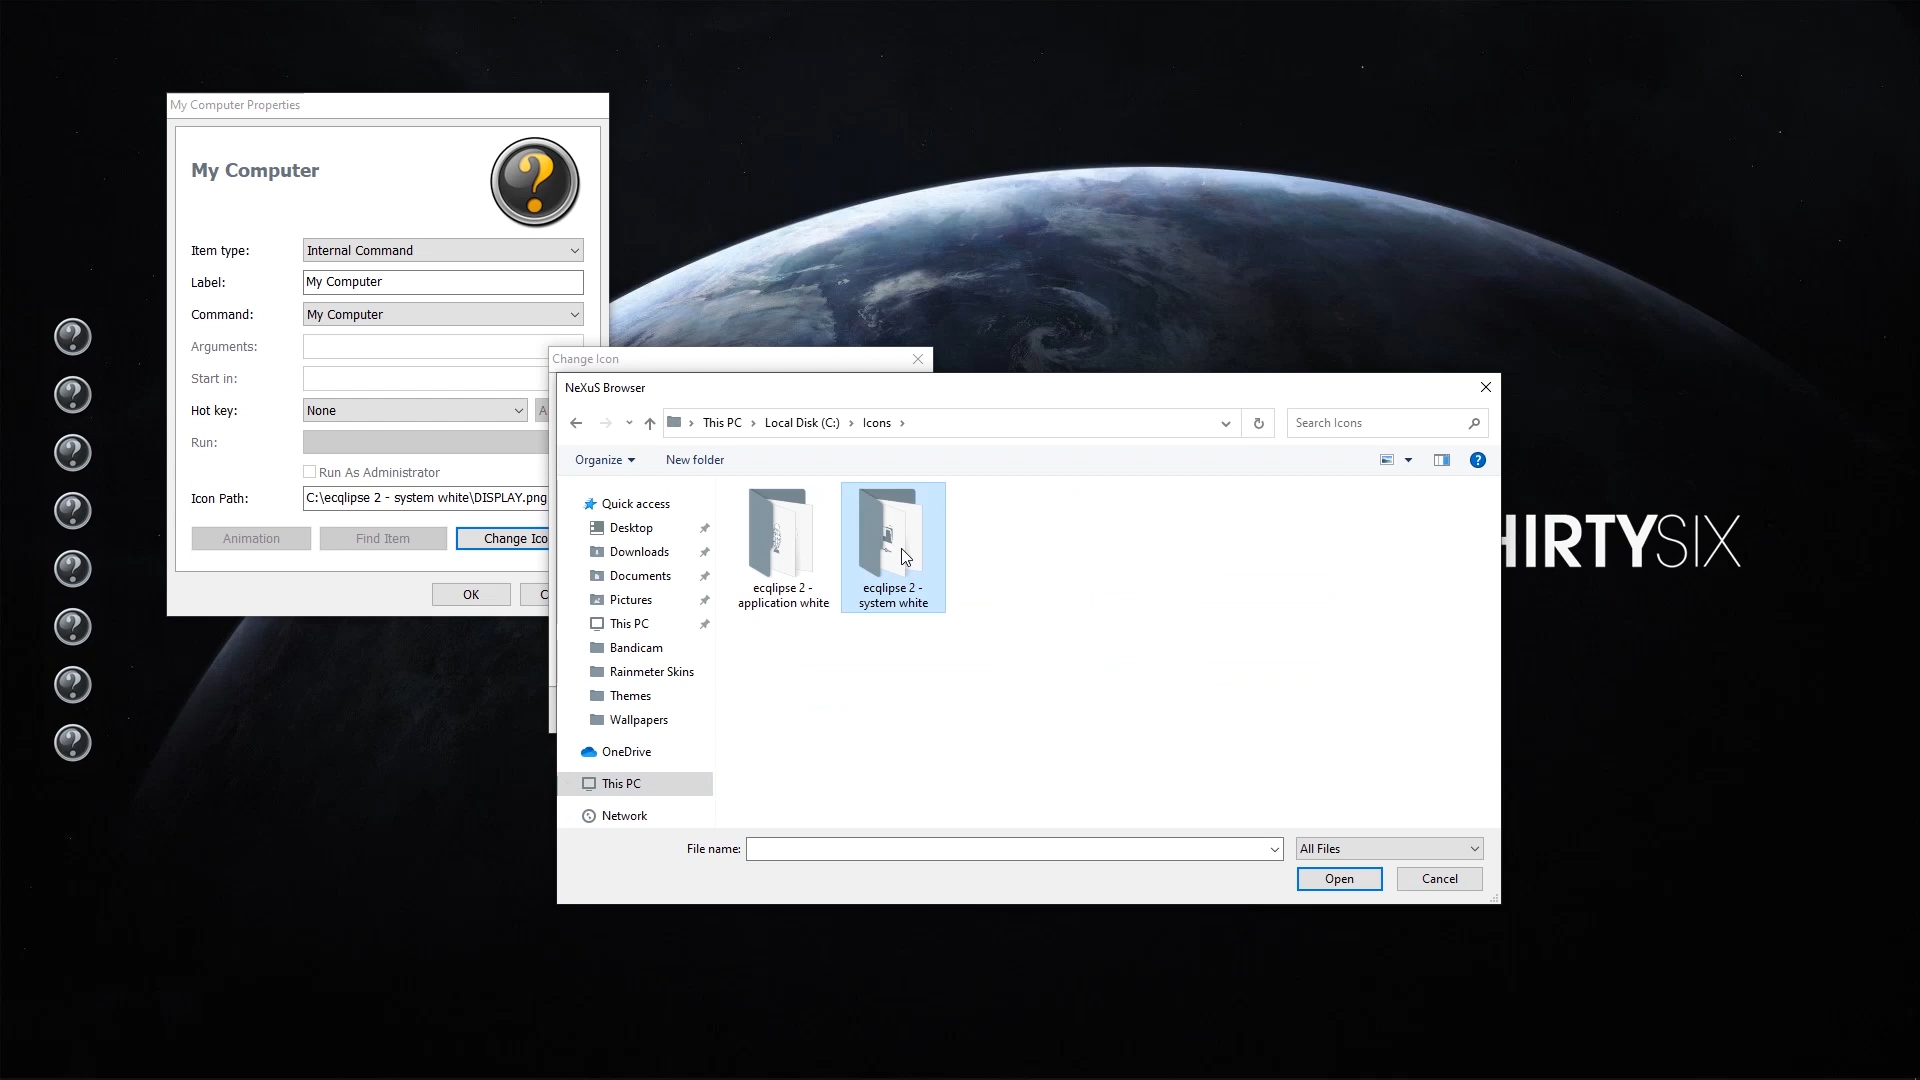 My Computer Properties
My Computer
Item type:
Internal Command
Label:
My Computer
Command:
My Computer
Arguments:
Start in:
Hot key:
None
A
Run:
Run As Administrator
Icon Path:
C:\ecqlipse 2 - system white\DISPLAY.png
Animation
Find Item
Change Ico
OK
C
Change Icon
NeXuS Browser
This PC
Local Disk (C:)
Icons
Search Icons
Organize
New folder
Quick access
Desktop
Downloads
Documents
Pictures
This PC
Bandicam
Rainmeter Skins
Themes
Wallpapers
OneDrive
This PC
Network
ecqlipse 2 -
application white
ecqlipse 2 -
system white
File name:
All Files
Open
Cancel
HIRTYSIX